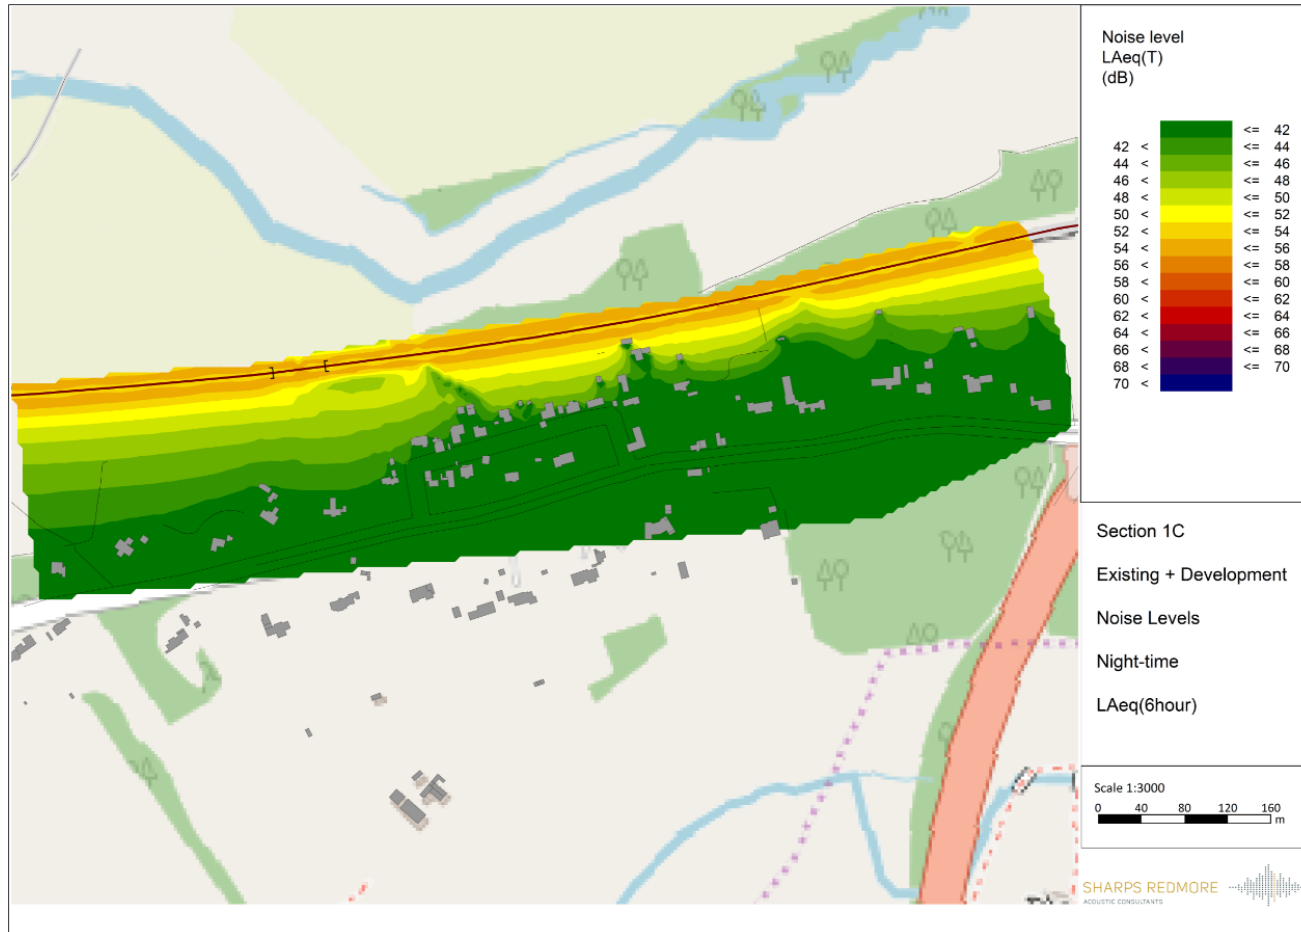 Noise level
LAeq(T)
(dB)
<= 42
42 < <= 44
44 < <= 46
46 < <= 48
48 < <= 50
50 < <= 52
52 < <= 54
54 < <= 56
56 < <= 58
58 < <= 60
60 < <= 62
62 < <= 64
64 < <= 66
66 < <= 68
68 < <= 70
70 <
Section 1C
Existing + Development
Noise Levels
Night-time
LAeq(6hour)
Scale 1:3000
0 40 80 120 160
m
SHARPS REDMORE
ACOUSTIC CONSULTANTS